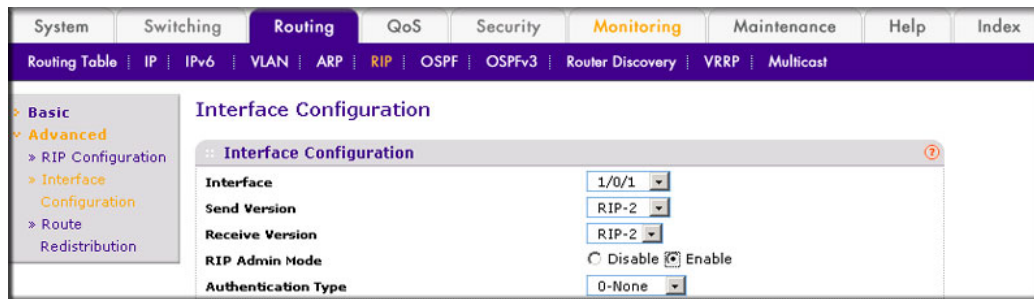 System Switching Routing QoS Security Monitoring Maintenance Help Index
Routing Table | IP | IPv6 | VLAN | ARP | RIP | OSPF | OSPFv3 | Router Discovery | VRRP | Multicast
Basic
Advanced
» RIP Configuration
» Interface
Configuration
» Route
Redistribution
Interface Configuration
Interface Configuration ?
Interface 1/0/1
Send Version RIP-2
Receive Version RIP-2
RIP Admin Mode Disable Enable
Authentication Type 0-None